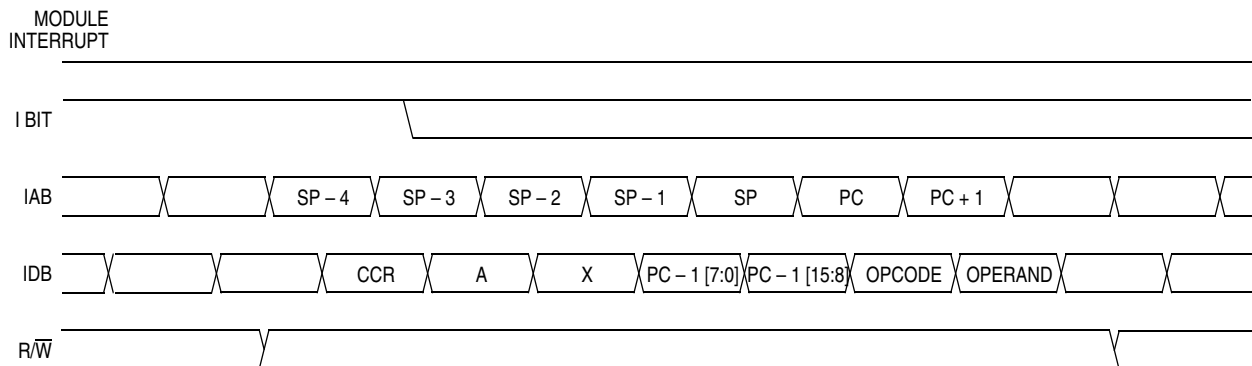 MODULE
INTERRUPT
I BIT
IAB SP – 4 SP – 3 SP – 2 SP – 1 SP PC PC + 1
IDB CCR A X PC – 1 [7:0] PC – 1 [15:8] OPCODE OPERAND
R/W̅